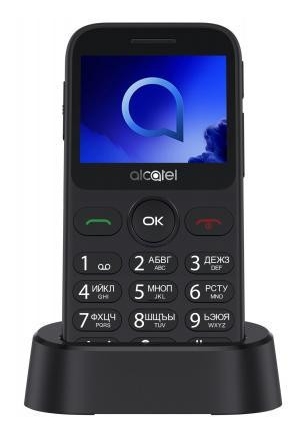 alcatel
OK
1 2 АБВГ ABC 3 ДЕЖЗ DEF
4 ИЙКЛ GHI 5 МНОП JKL 6 РСТУ MNO
7 ФХЦЧ PQRS 8 ШЩЪЫ TUV 9 ЬЭЮЯ WXYZ